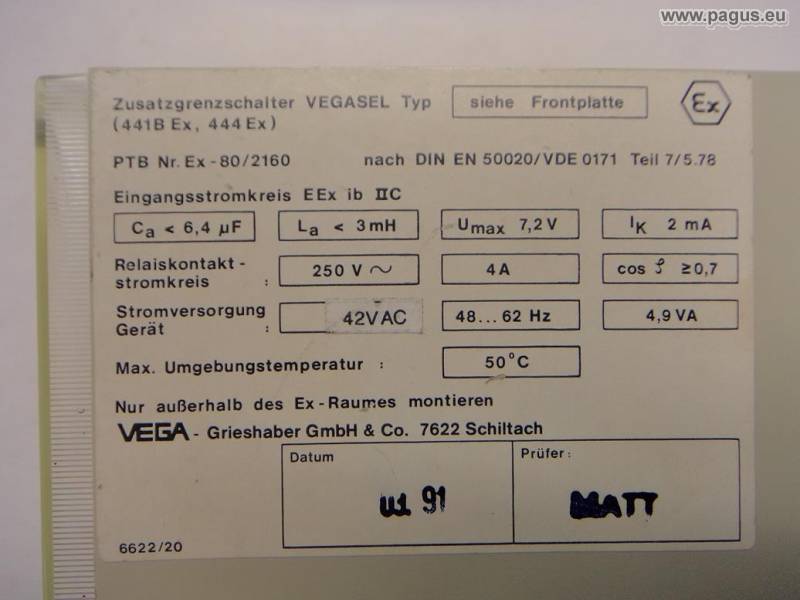 www.pagus.eu
Zusatzgrenzschalter VEGASEL Typ siehe Frontplatte Ex
(441B Ex, 444 Ex)
PTB Nr. Ex-80/2160 nach DIN EN 50020/VDE 0171 Teil 7/5.78
Eingangsstromkreis EEx ib IIC
Ca < 6,4 µF La < 3mH Umax 7,2V IK 2 mA
Relaiskontakt-
stromkreis : 250 V ~ 4A cos ϕ ≥0,7
Stromversorgung
Gerät : 42VAC 48...62 Hz 4,9 VA
Max. Umgebungstemperatur : 50°C
Nur außerhalb des Ex-Raumes montieren
VEGA - Grieshaber GmbH & Co. 7622 Schiltach
Datum Prüfer:
91 MATT
6622/20